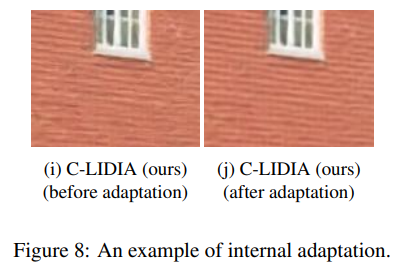 (i) C-LIDIA (ours) (j) C-LIDIA (ours)
(before adaptation) (after adaptation)
Figure 8: An example of internal adaptation.